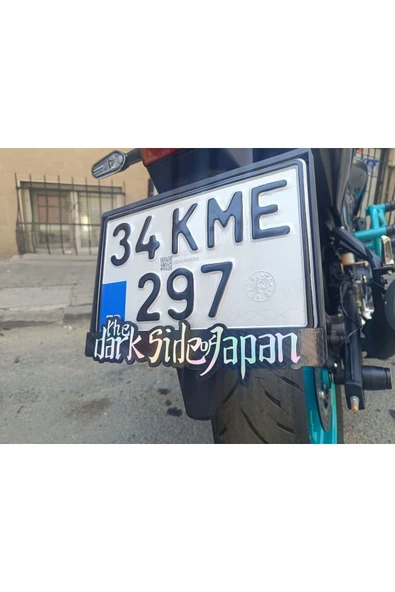 34 KME
297
the
dark side of Japan